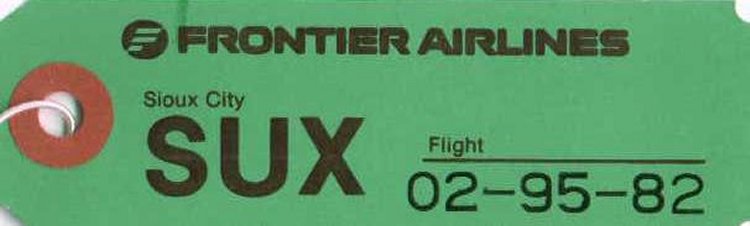 FRONTIER AIRLINES
Sioux City
SUX
Flight
02-95-82